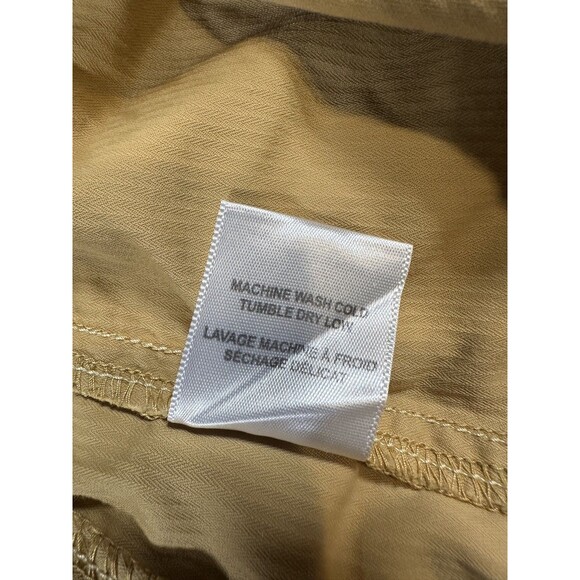 MACHINE WASH COLD
TUMBLE DRY LOW
LAVAGE MACHINE À FROID
SÉCHAGE DÉLICAT